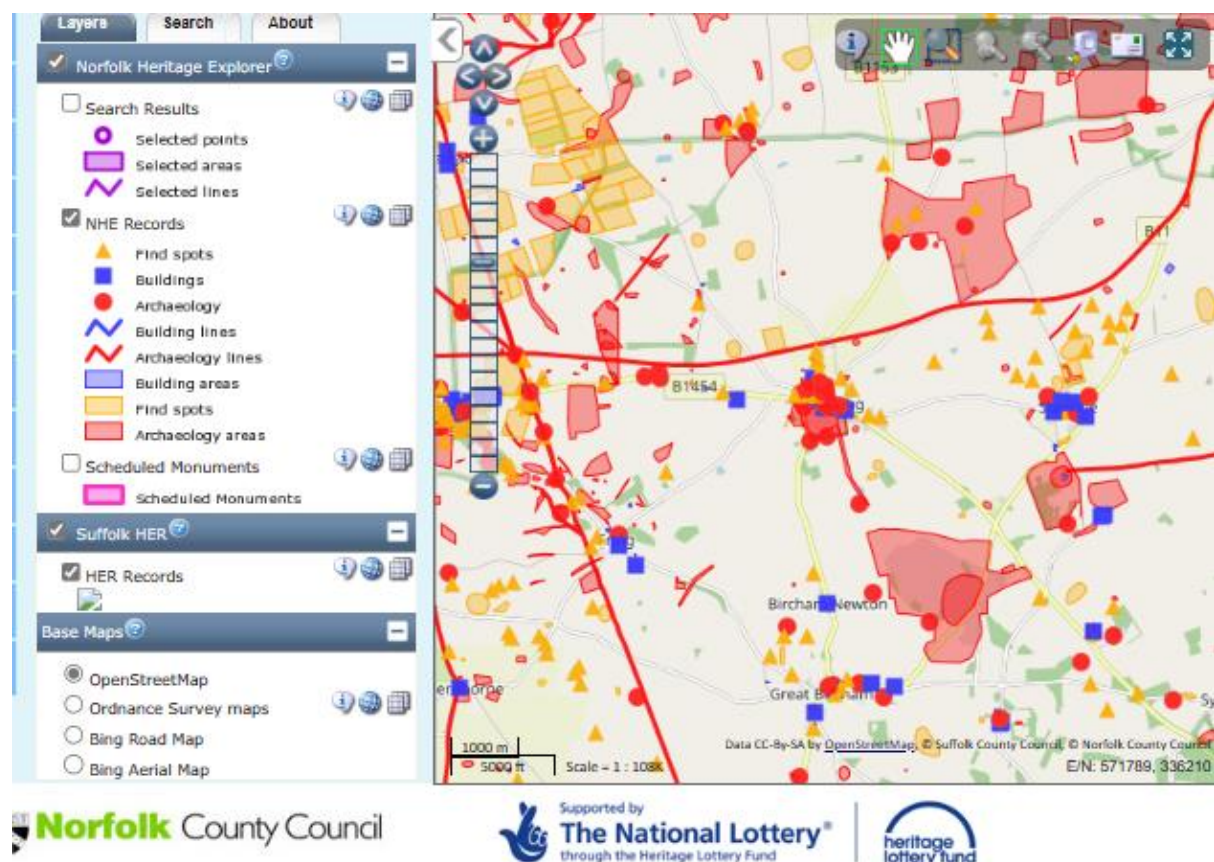 Layers Search About
Norfolk Heritage Explorer ?
Search Results
Selected points
Selected areas
Selected lines
NHE Records
Find spots
Buildings
Archaeology
Building lines
Archaeology lines
Building areas
Find spots
Archaeology areas
Scheduled Monuments
Scheduled Monuments
Suffolk HER ?
HER Records
Base Maps ?
OpenStreetMap
Ordnance Survey maps
Bing Road Map
Bing Aerial Map
B1153
B1454
Bircham Newton
1000 m
5000 ft
Scale = 1 : 108K
Data CC-By-SA by OpenStreetMap, © Suffolk County Council, © Norfolk County Council
E/N: 571789, 336210
Norfolk County Council
Supported by
The National Lottery®
through the Heritage Lottery Fund
heritage
lottery fund